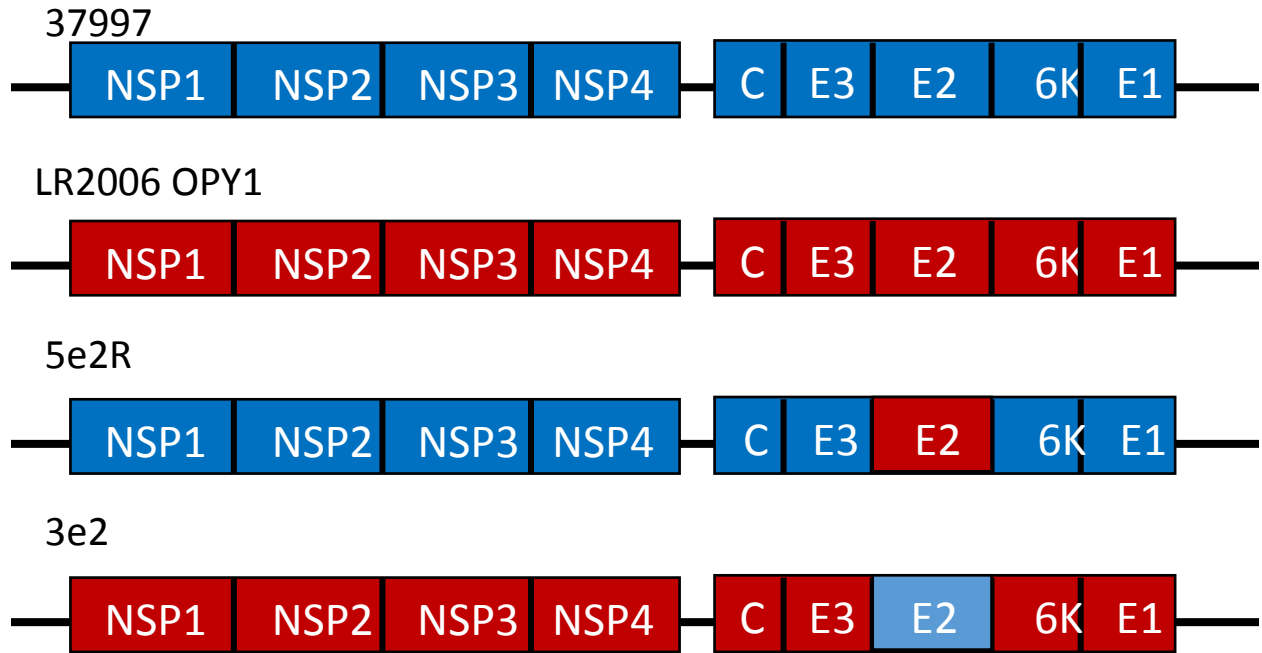 37997
NSP1 NSP2 NSP3 NSP4 C E3 E2 6K E1
LR2006 OPY1
NSP1 NSP2 NSP3 NSP4 C E3 E2 6K E1
5e2R
NSP1 NSP2 NSP3 NSP4 C E3 E2 6K E1
3e2
NSP1 NSP2 NSP3 NSP4 C E3 E2 6K E1